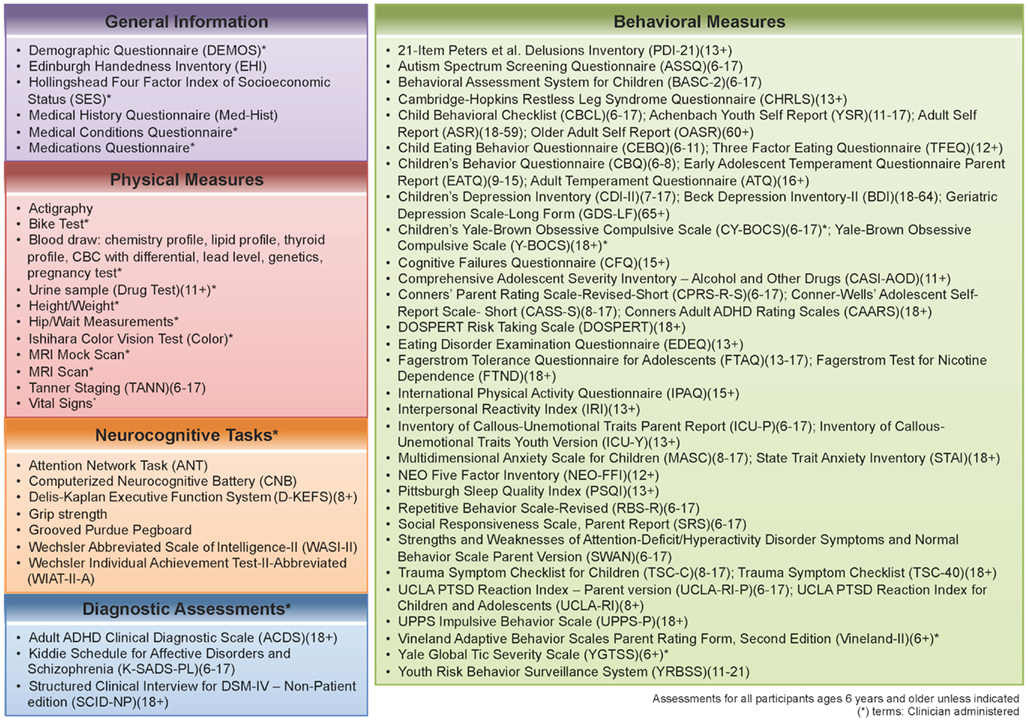 General Information
• Demographic Questionnaire (DEMOS)*
• Edinburgh Handedness Inventory (EHI)
• Hollingshead Four Factor Index of Socioeconomic
Status (SES)*
• Medical History Questionnaire (Med-Hist)
• Medical Conditions Questionnaire*
• Medications Questionnaire*
Physical Measures
• Actigraphy
• Bike Test*
• Blood draw: chemistry profile, lipid profile, thyroid
profile, CBC with differential, lead level, genetics,
pregnancy test*
• Urine sample (Drug Test)(11+)*
• Height/Weight*
• Hip/Wait Measurements*
• Ishihara Color Vision Test (Color)*
• MRI Mock Scan*
• MRI Scan*
• Tanner Staging (TANN)(6-17)
• Vital Signs*
Neurocognitive Tasks*
• Attention Network Task (ANT)
• Computerized Neurocognitive Battery (CNB)
• Delis-Kaplan Executive Function System (D-KEFS)(8+)
• Grip strength
• Grooved Purdue Pegboard
• Wechsler Abbreviated Scale of Intelligence-II (WASI-II)
• Wechsler Individual Achievement Test-II-Abbreviated
(WIAT-II-A)
Diagnostic Assessments*
• Adult ADHD Clinical Diagnostic Scale (ACDS)(18+)
• Kiddie Schedule for Affective Disorders and
Schizophrenia (K-SADS-PL)(6-17)
• Structured Clinical Interview for DSM-IV – Non-Patient
edition (SCID-NP)(18+)
Behavioral Measures
• 21-Item Peters et al. Delusions Inventory (PDI-21)(13+)
• Autism Spectrum Screening Questionnaire (ASSQ)(6-17)
• Behavioral Assessment System for Children (BASC-2)(6-17)
• Cambridge-Hopkins Restless Leg Syndrome Questionnaire (CHRLS)(13+)
• Child Behavioral Checklist (CBCL)(6-17); Achenbach Youth Self Report (YSR)(11-17); Adult Self
Report (ASR)(18-59); Older Adult Self Report (OASR)(60+)
• Child Eating Behavior Questionnaire (CEBQ)(6-11); Three Factor Eating Questionnaire (TFEQ)(12+)
• Children's Behavior Questionnaire (CBQ)(6-8); Early Adolescent Temperament Questionnaire Parent
Report (EATQ)(9-15); Adult Temperament Questionnaire (ATQ)(16+)
• Children's Depression Inventory (CDI-II)(7-17); Beck Depression Inventory-II (BDI)(18-64); Geriatric
Depression Scale-Long Form (GDS-LF)(65+)
• Children's Yale-Brown Obsessive Compulsive Scale (CY-BOCS)(6-17)*; Yale-Brown Obsessive
Compulsive Scale (Y-BOCS)(18+)*
• Cognitive Failures Questionnaire (CFQ)(15+)
• Comprehensive Adolescent Severity Inventory – Alcohol and Other Drugs (CASI-AOD)(11+)
• Conners' Parent Rating Scale-Revised-Short (CPRS-R-S)(6-17); Conner-Wells' Adolescent Self-
Report Scale- Short (CASS-S)(8-17); Conners Adult ADHD Rating Scales (CAARS)(18+)
• DOSPERT Risk Taking Scale (DOSPERT)(18+)
• Eating Disorder Examination Questionnaire (EDEQ)(13+)
• Fagerstrom Tolerance Questionnaire for Adolescents (FTAQ)(13-17); Fagerstrom Test for Nicotine
Dependence (FTND)(18+)
• International Physical Activity Questionnaire (IPAQ)(15+)
• Interpersonal Reactivity Index (IRI)(13+)
• Inventory of Callous-Unemotional Traits Parent Report (ICU-P)(6-17); Inventory of Callous-
Unemotional Traits Youth Version (ICU-Y)(13+)
• Multidimensional Anxiety Scale for Children (MASC)(8-17); State Trait Anxiety Inventory (STAI)(18+)
• NEO Five Factor Inventory (NEO-FFI)(12+)
• Pittsburgh Sleep Quality Index (PSQI)(13+)
• Repetitive Behavior Scale-Revised (RBS-R)(6-17)
• Social Responsiveness Scale, Parent Report (SRS)(6-17)
• Strengths and Weaknesses of Attention-Deficit/Hyperactivity Disorder Symptoms and Normal
Behavior Scale Parent Version (SWAN)(6-17)
• Trauma Symptom Checklist for Children (TSC-C)(8-17); Trauma Symptom Checklist (TSC-40)(18+)
• UCLA PTSD Reaction Index – Parent version (UCLA-RI-P)(6-17); UCLA PTSD Reaction Index for
Children and Adolescents (UCLA-RI)(8+)
• UPPS Impulsive Behavior Scale (UPPS-P)(18+)
• Vineland Adaptive Behavior Scales Parent Rating Form, Second Edition (Vineland-II)(6+)*
• Yale Global Tic Severity Scale (YGTSS)(6+)*
• Youth Risk Behavior Surveillance System (YRBSS)(11-21)
Assessments for all participants ages 6 years and older unless indicated
(*) terms: Clinician administered